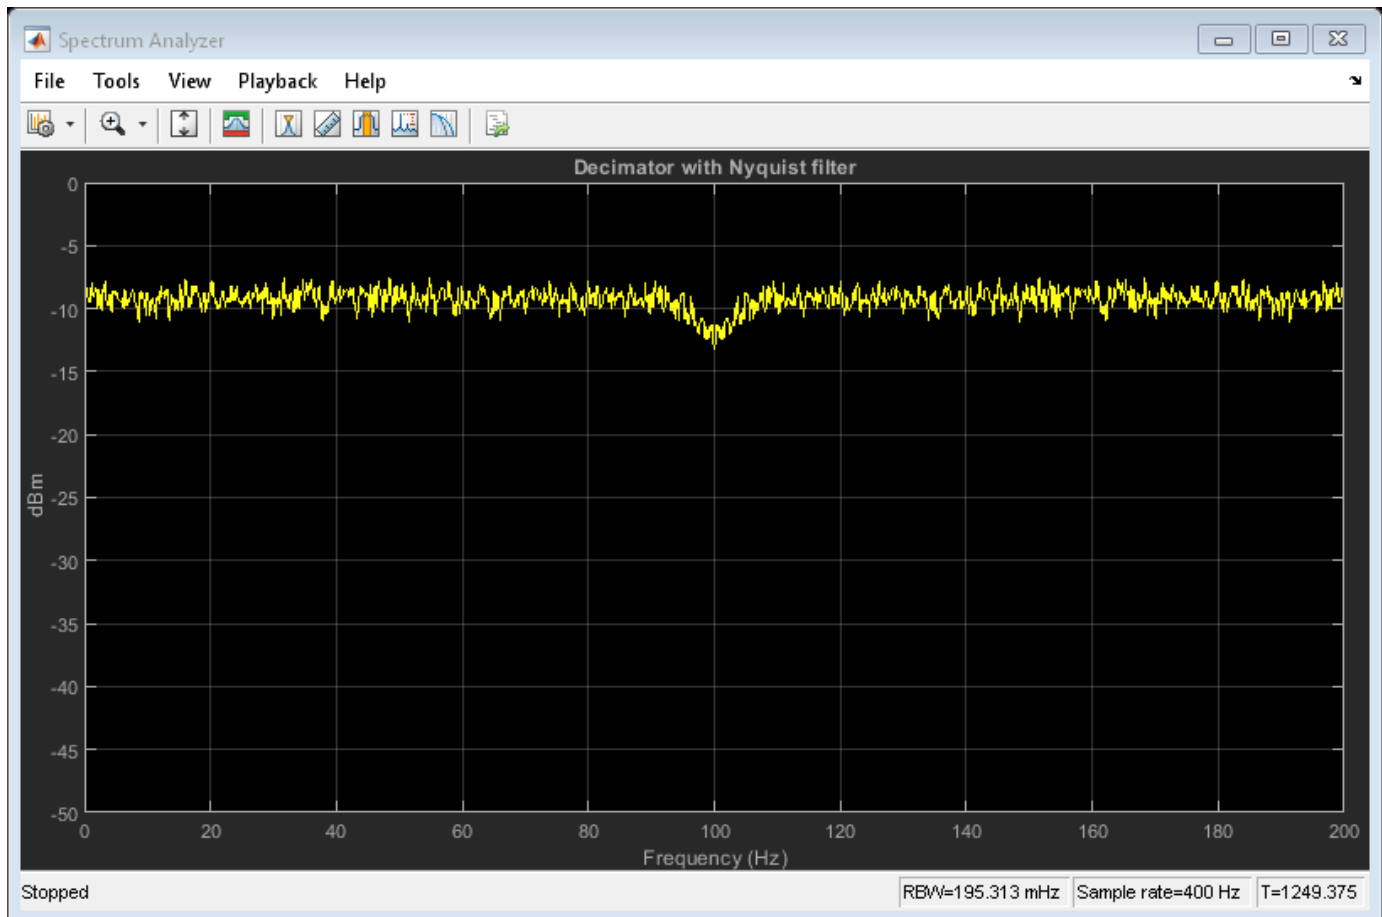 Spectrum Analyzer
File Tools View Playback Help
Decimator with Nyquist filter
0
-5
-10
-15
-20
-25
-30
-35
-40
-45
-50
dBm
0 20 40 60 80 100 120 140 160 180 200
Frequency (Hz)
Stopped RBW=195.313 mHz Sample rate=400 Hz T=1249.375